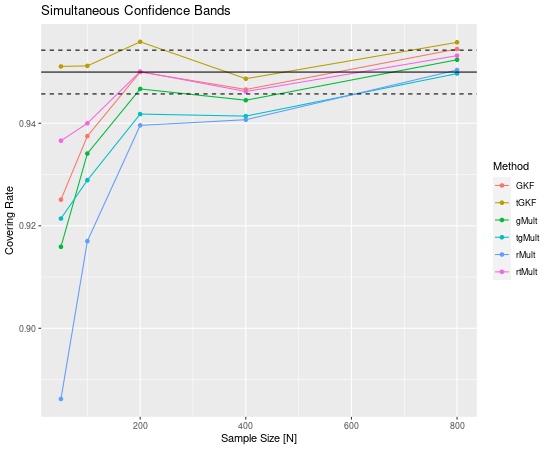 Simultaneous Confidence Bands
Covering Rate
0.94
0.92
0.90
200
400
600
800
Sample Size [N]
Method
GKF
tGKF
gMult
tgMult
rMult
rtMult